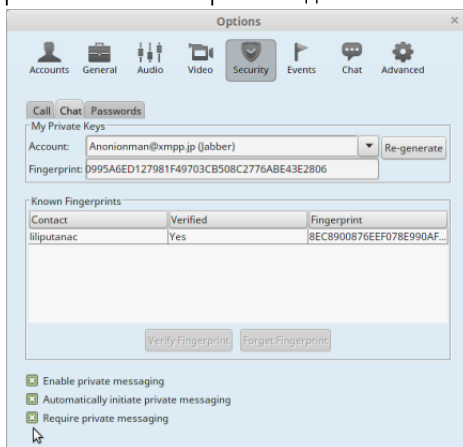 Options ×
Accounts General Audio Video Security Events Chat Advanced
Call Chat Passwords
My Private Keys
Account: Anonionman@xmpp.jp (Jabber) Re-generate
Fingerprint: 0995A6ED127981F49703CB508C2776ABE43E2806
Known Fingerprints
Contact Verified Fingerprint
liliputanac Yes 8EC8900876EEF078E990AF...
Verify Fingerprint Forget Fingerprint
Enable private messaging
Automatically initiate private messaging
Require private messaging